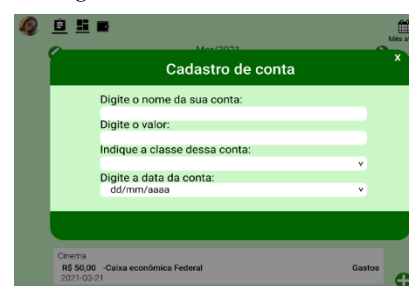 Mar/2021
Mês a
x
Cadastro de conta
Digite o nome da sua conta:
Digite o valor:
Indique a classe dessa conta:
v
Digite a data da conta:
dd/mm/aaaa v
Cinema
R$ 50,00 -Caixa econômica Federal Gastos
2021-03-21